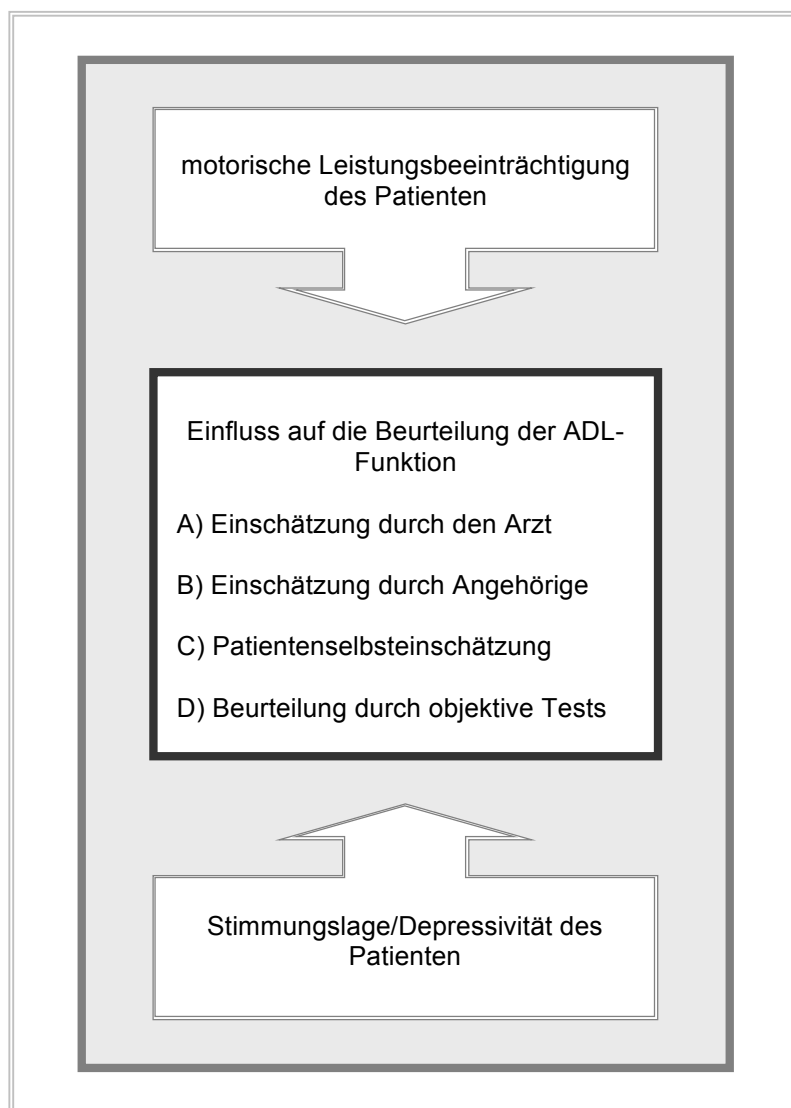 motorische Leistungsbeeinträchtigung
des Patienten
Einfluss auf die Beurteilung der ADL-
Funktion
A) Einschätzung durch den Arzt
B) Einschätzung durch Angehörige
C) Patientenselbsteinschätzung
D) Beurteilung durch objektive Tests
Stimmungslage/Depressivität des
Patienten